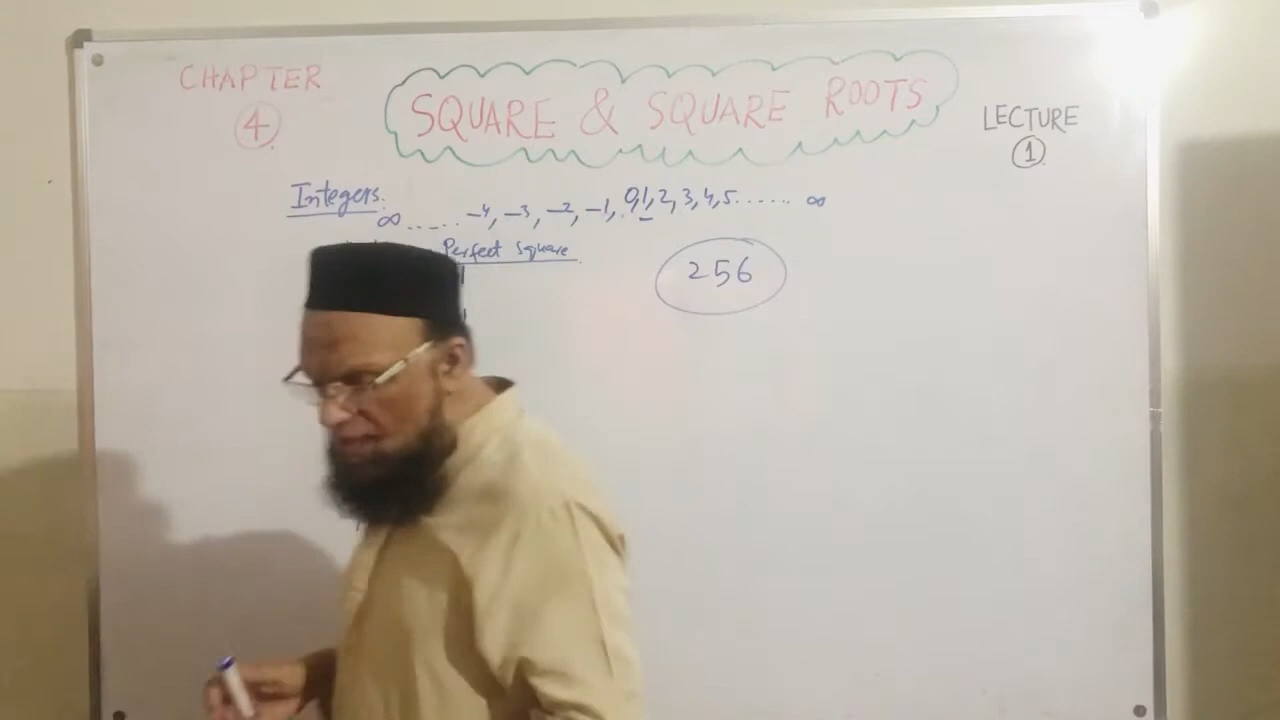 CHAPTER
4.
SQUARE & SQUARE ROOTS
LECTURE
1
Integers.
∞ ...... -4, -3, -2, -1, 0,1,2,3,4,5...... ∞
Perfect Square
256